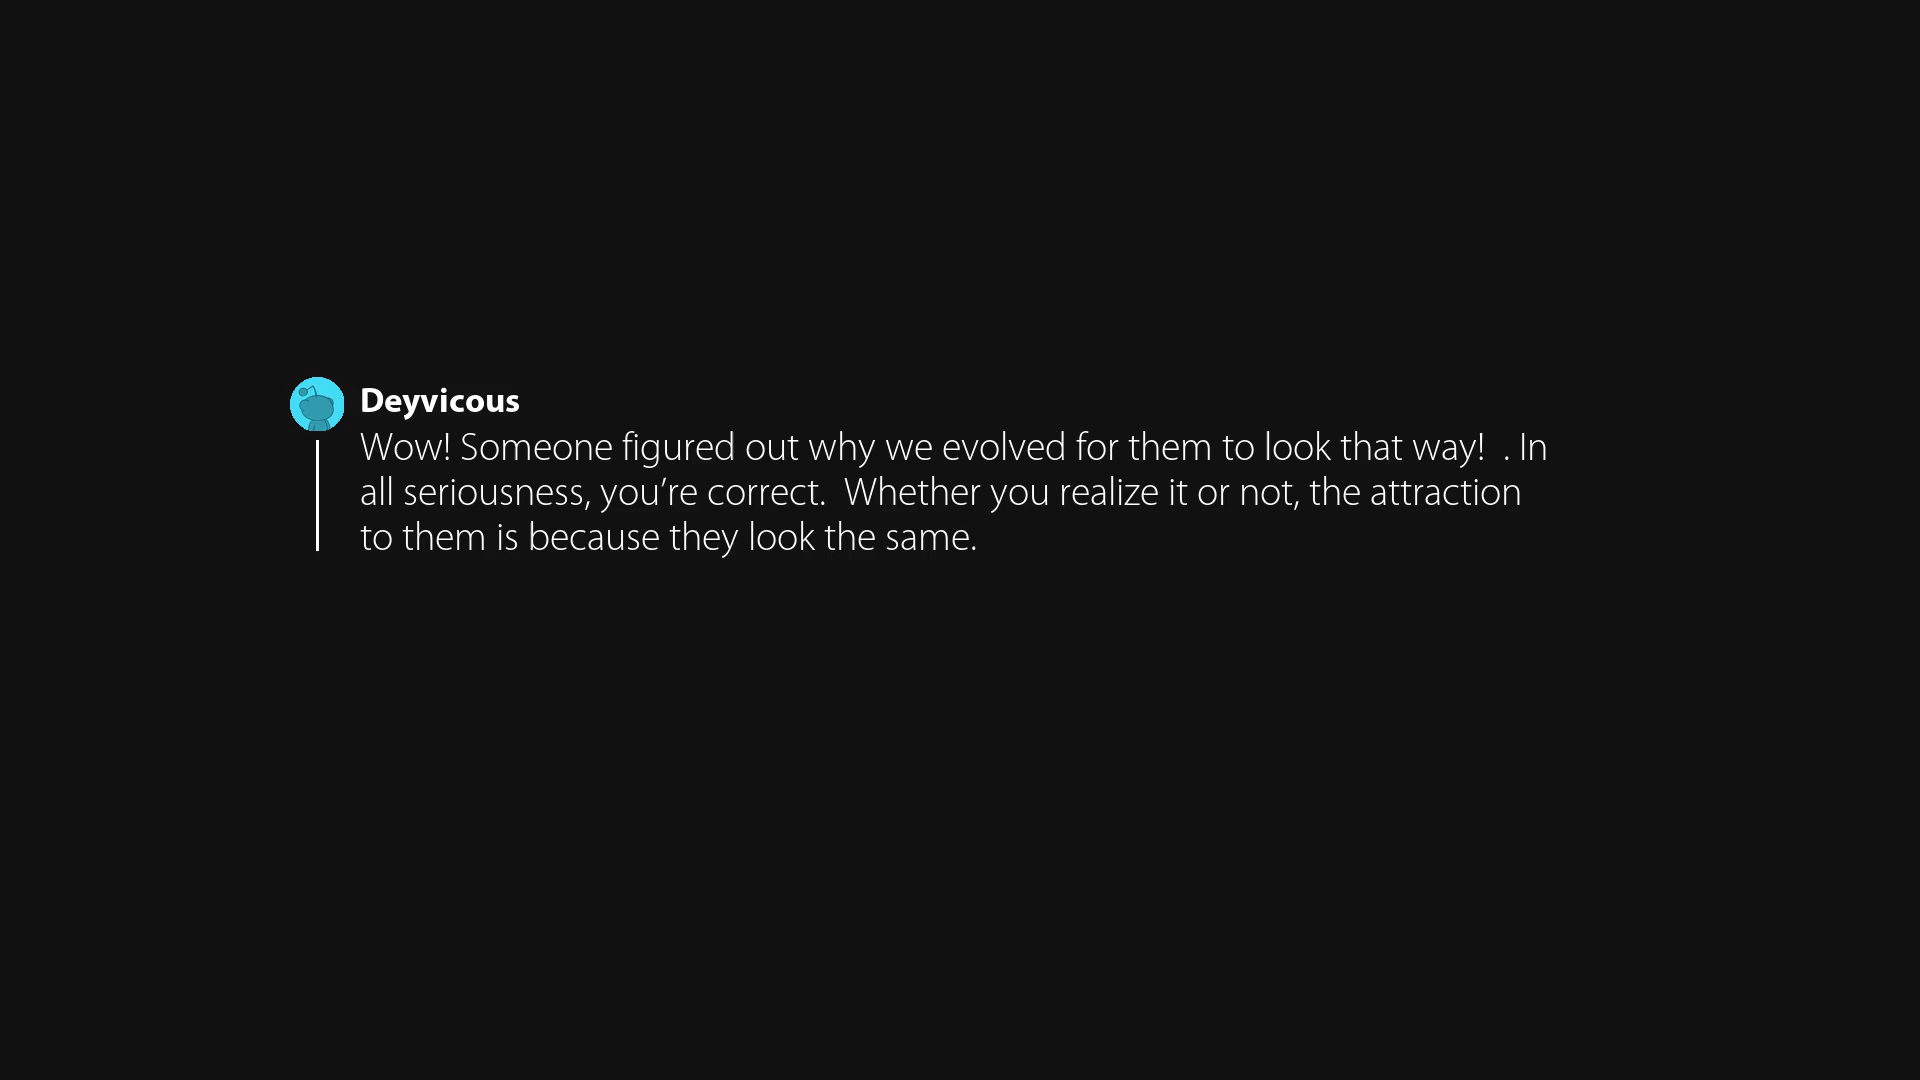 Deyvicous
Wow! Someone figured out why we evolved for them to look that way!  . In
all seriousness, you’re correct.  Whether you realize it or not, the attraction
to them is because they look the same.